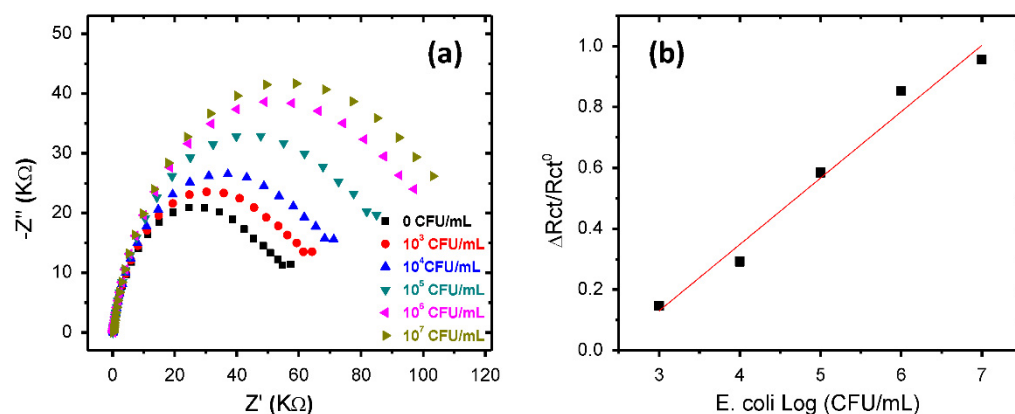 (a)
-Z" (KΩ)
50
40
30
20
10
0
0 CFU/mL
10³ CFU/mL
10⁴CFU/mL
10⁵ CFU/mL
10⁶ CFU/mL
10⁷ CFU/mL
0 20 40 60 80 100 120
Z' (KΩ)
(b)
ΔRct/Rct⁰
1.0
0.8
0.6
0.4
0.2
0.0
3 4 5 6 7
E. coli Log (CFU/mL)